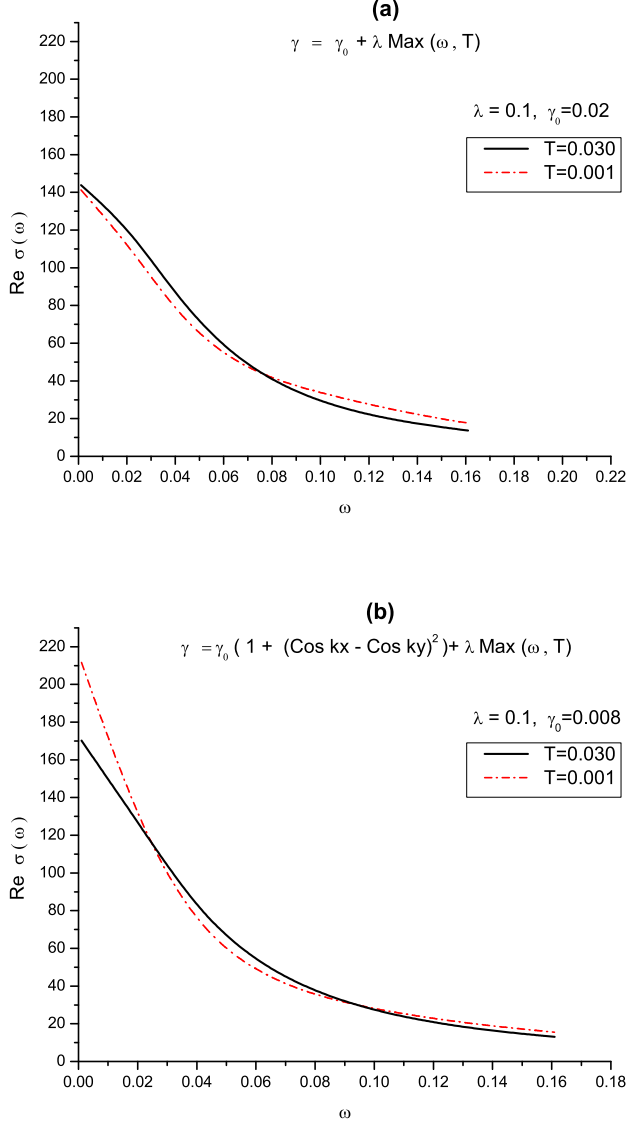 (a)
γ = γ₀ + λ Max (ω, T)
λ = 0.1, γ₀=0.02
T=0.030
T=0.001
Re σ(ω)
220
200
180
160
140
120
100
80
60
40
20
0
0.00 0.02 0.04 0.06 0.08 0.10 0.12 0.14 0.16 0.18 0.20 0.22
ω
(b)
γ =γ₀ ( 1 + (Cos kx - Cos ky)²)+ λ Max (ω, T)
λ = 0.1, γ₀=0.008
T=0.030
T=0.001
Re σ(ω)
220
200
180
160
140
120
100
80
60
40
20
0
0.00 0.02 0.04 0.06 0.08 0.10 0.12 0.14 0.16 0.18
ω